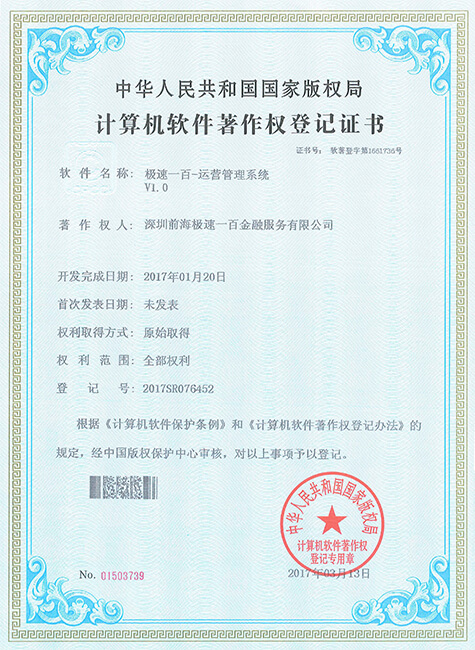 中华人民共和国国家版权局
计算机软件著作权登记证书
证书号： 软著登字第1661736号
软件名称： 极速一百-运营管理系统
V1.0
著作权人： 深圳前海极速一百金融服务有限公司
开发完成日期： 2017年01月20日
首次发表日期： 未发表
权利取得方式： 原始取得
权利范围： 全部权利
登记号： 2017SR076452
根据《计算机软件保护条例》和《计算机软件著作权登记办法》的
规定，经中国版权保护中心审核，对以上事项予以登记。
中华人民共和国国家版权局
计算机软件著作权
登记专用章
No. 01503739
2017年03月13日